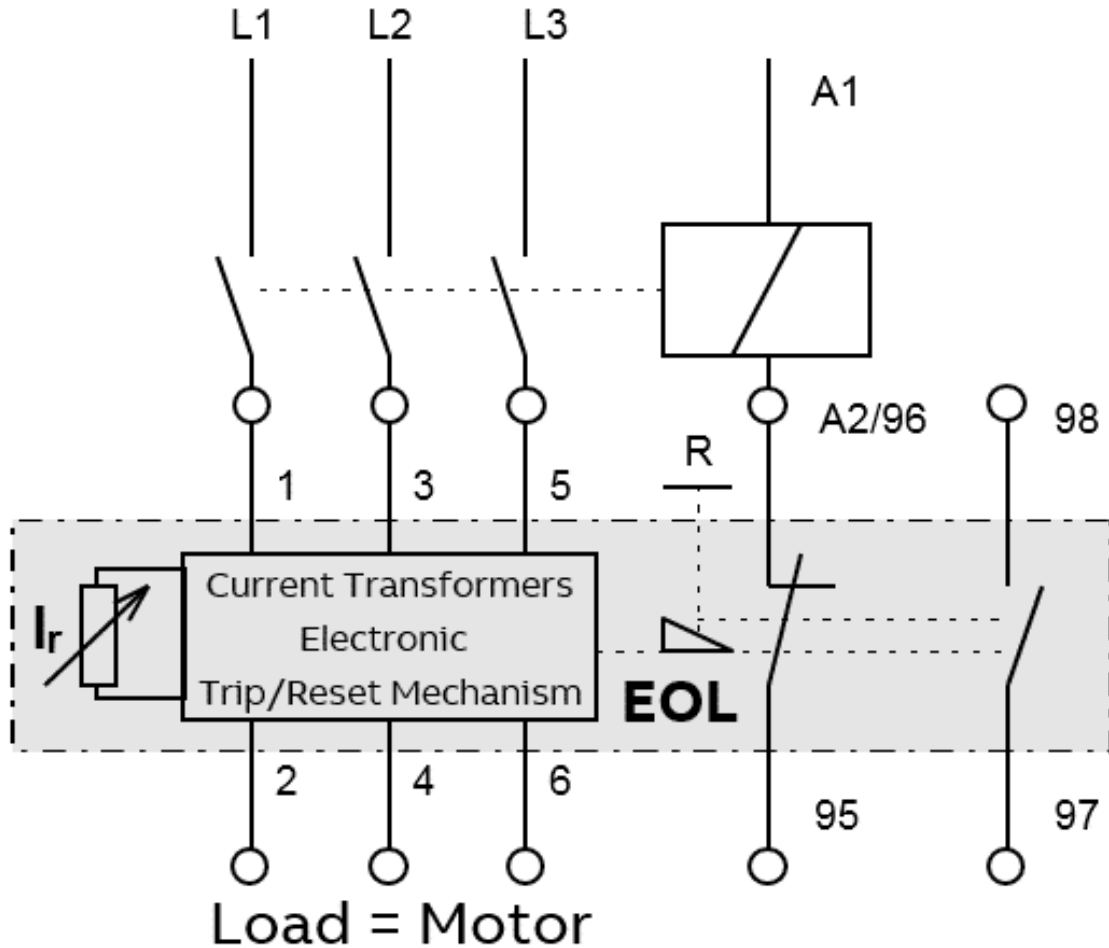 L1 L2 L3
A1
A2/96 98
R
1 3 5
Current Transformers
Electronic
Trip/Reset Mechanism
Ir
EOL
2 4 6
95 97
Load = Motor